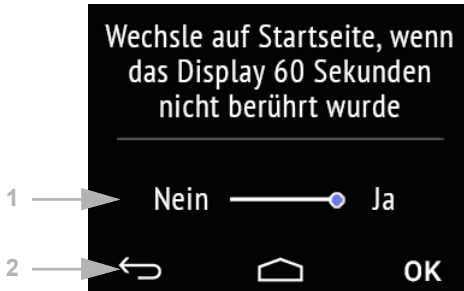 Wechsle auf Startseite, wenn
das Display 60 Sekunden
nicht berührt wurde
1 Nein Ja
2 OK